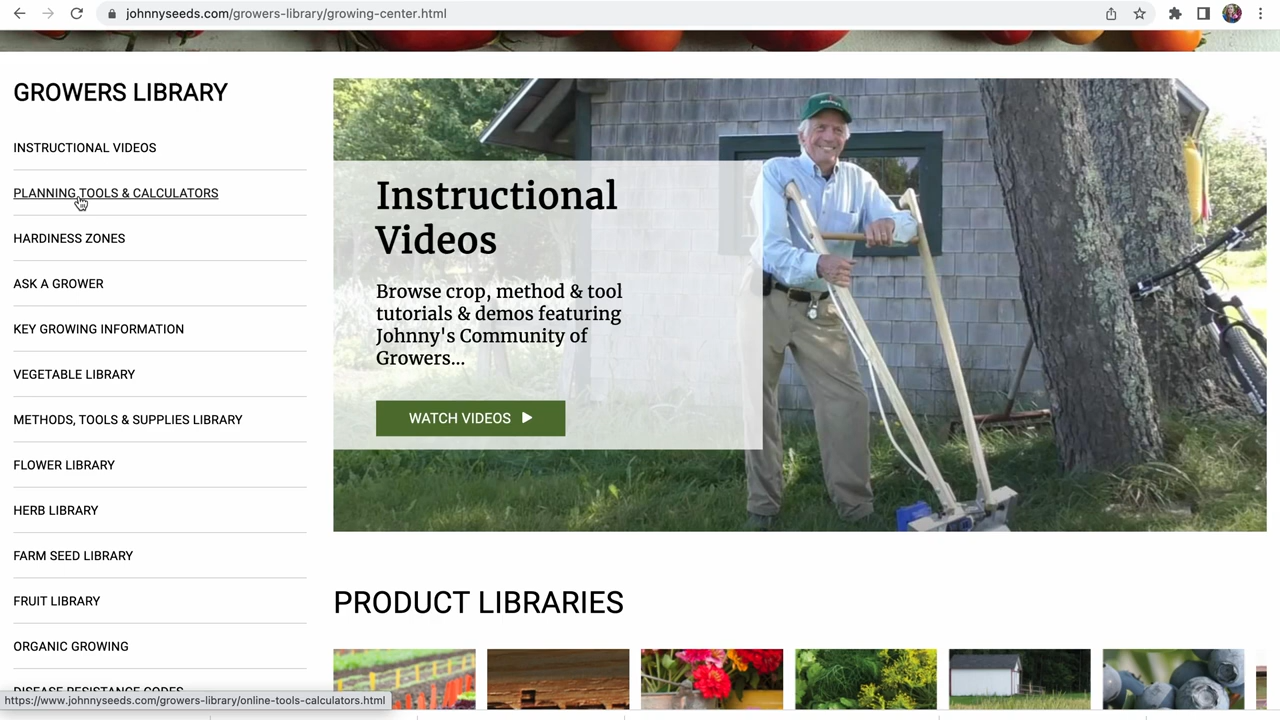 johnnyseeds.com/growers-library/growing-center.html
GROWERS LIBRARY
INSTRUCTIONAL VIDEOS
PLANNING TOOLS & CALCULATORS
HARDINESS ZONES
ASK A GROWER
KEY GROWING INFORMATION
VEGETABLE LIBRARY
METHODS, TOOLS & SUPPLIES LIBRARY
FLOWER LIBRARY
HERB LIBRARY
FARM SEED LIBRARY
FRUIT LIBRARY
ORGANIC GROWING
DISEASE RESISTANCE CODES
https://www.johnnyseeds.com/growers-library/online-tools-calculators.html
Instructional
Videos
Browse crop, method & tool
tutorials & demos featuring
Johnny's Community of
Growers...
WATCH VIDEOS
PRODUCT LIBRARIES